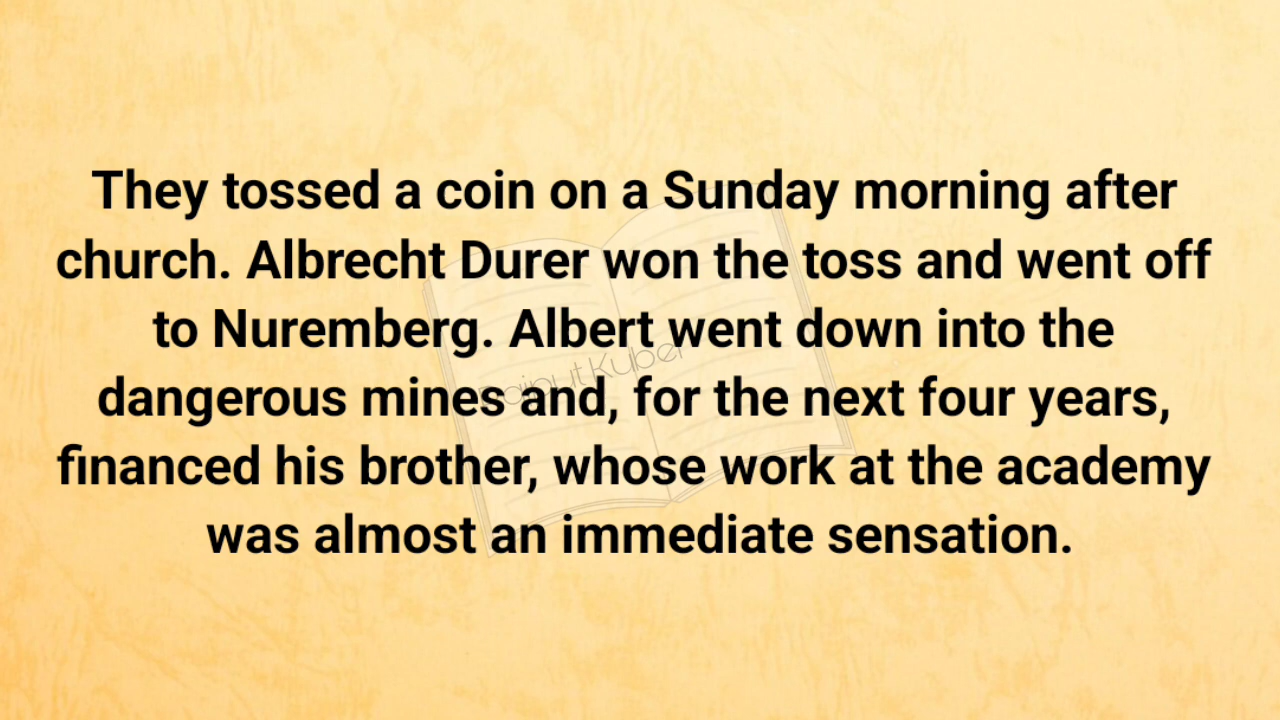 They tossed a coin on a Sunday morning after
church. Albrecht Durer won the toss and went off
to Nuremberg. Albert went down into the
dangerous mines and, for the next four years,
financed his brother, whose work at the academy
was almost an immediate sensation.
Rajput Kuber